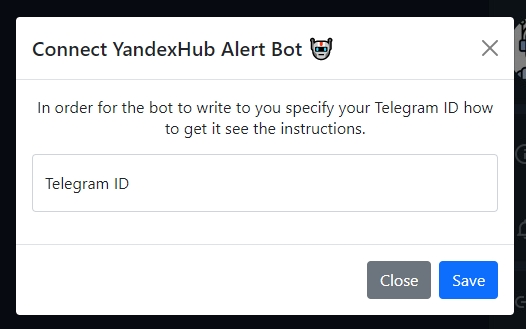 Connect YandexHub Alert Bot
In order for the bot to write to you specify your Telegram ID how
to get it see the instructions.
Telegram ID
Close
Save